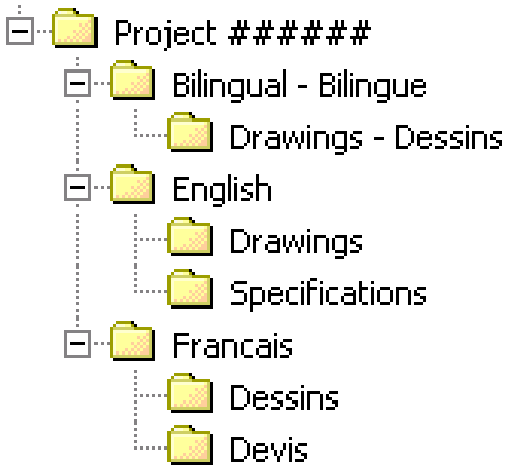 Project ######
Bilingual - Bilingue
Drawings - Dessins
English
Drawings
Specifications
Francais
Dessins
Devis